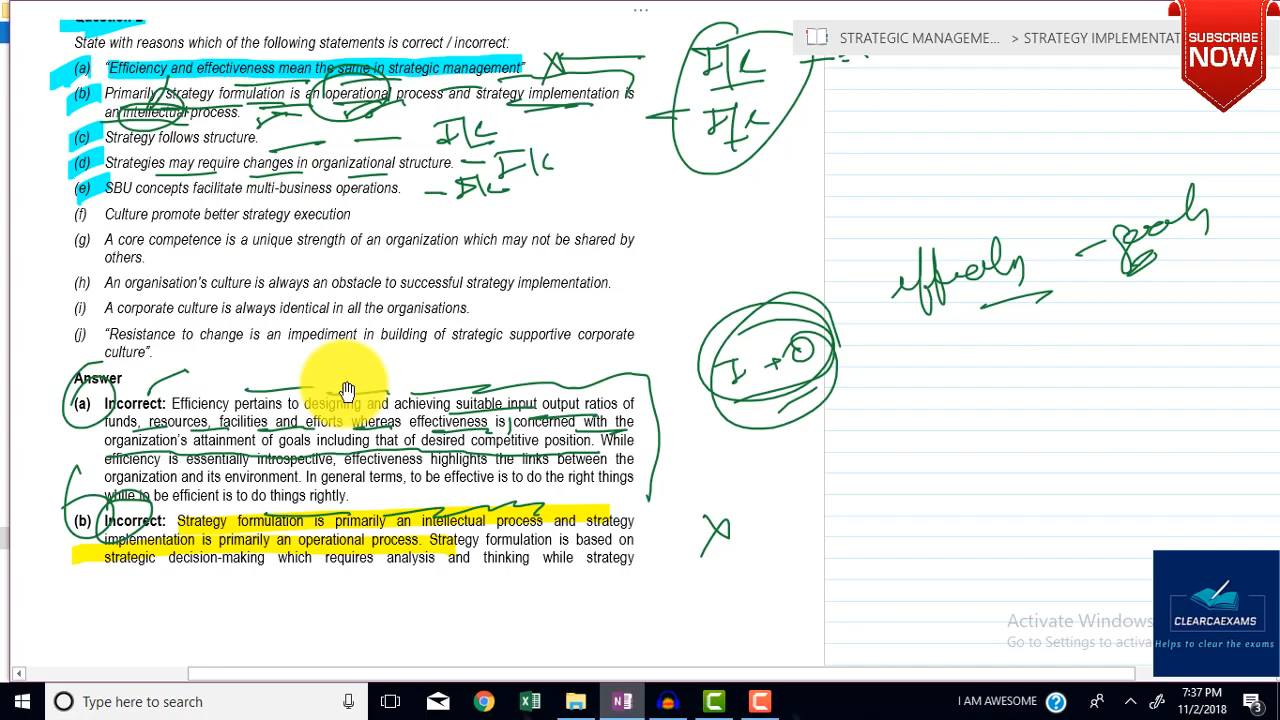 State with reasons which of the following statements is correct / incorrect:
(a) "Efficiency and effectiveness mean the same in strategic management"
(b) Primarily strategy formulation is an operational process and strategy implementation is
an intellectual process.
(c) Strategy follows structure.
(d) Strategies may require changes in organizational structure.
(e) SBU concepts facilitate multi-business operations.
(f) Culture promote better strategy execution
(g) A core competence is a unique strength of an organization which may not be shared by
others.
(h) An organisation's culture is always an obstacle to successful strategy implementation.
(i) A corporate culture is always identical in all the organisations.
(j) "Resistance to change is an impediment in building of strategic supportive corporate
culture".
Answer
(a) Incorrect: Efficiency pertains to designing and achieving suitable input output ratios of
funds, resources, facilities and efforts whereas effectiveness is concerned with the
organization's attainment of goals including that of desired competitive position. While
efficiency is essentially introspective, effectiveness highlights the links between the
organization and its environment. In general terms, to be effective is to do the right things
while to be efficient is to do things rightly.
(b) Incorrect: Strategy formulation is primarily an intellectual process and strategy
implementation is primarily an operational process. Strategy formulation is based on
strategic decision-making which requires analysis and thinking while strategy
STRATEGIC MANAGEME... > STRATEGY IMPLEMENTAT
SUBSCRIBE
NOW
goals
Activate Windows
Go to Settings to activa
CLEARCAEXAMS
Helps to clear the exams
Type here to search
I AM AWESOME
7:37 PM
11/2/2018
3